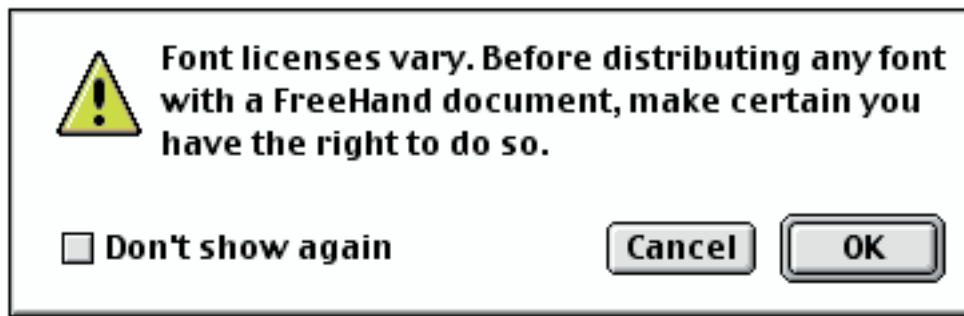 Font licenses vary. Before distributing any font
with a FreeHand document, make certain you
have the right to do so.
Don't show again
Cancel
OK